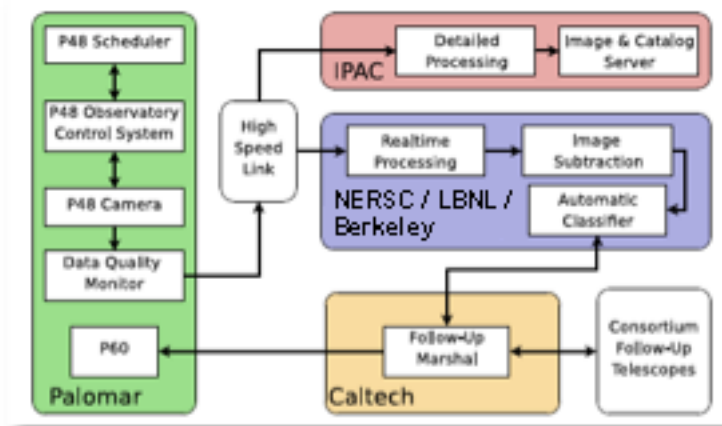 P48 Scheduler
P48 Observatory
Control System
P48 Camera
Data Quality
Monitor
P60
Palomar
High
Speed
Link
Detailed
Processing
Image & Catalog
Server
IPAC
Realtime
Processing
Image
Subtraction
NERSC / LBNL /
Berkeley
Automatic
Classifier
Follow-Up
Marshal
Caltech
Consortium
Follow-Up
Telescopes